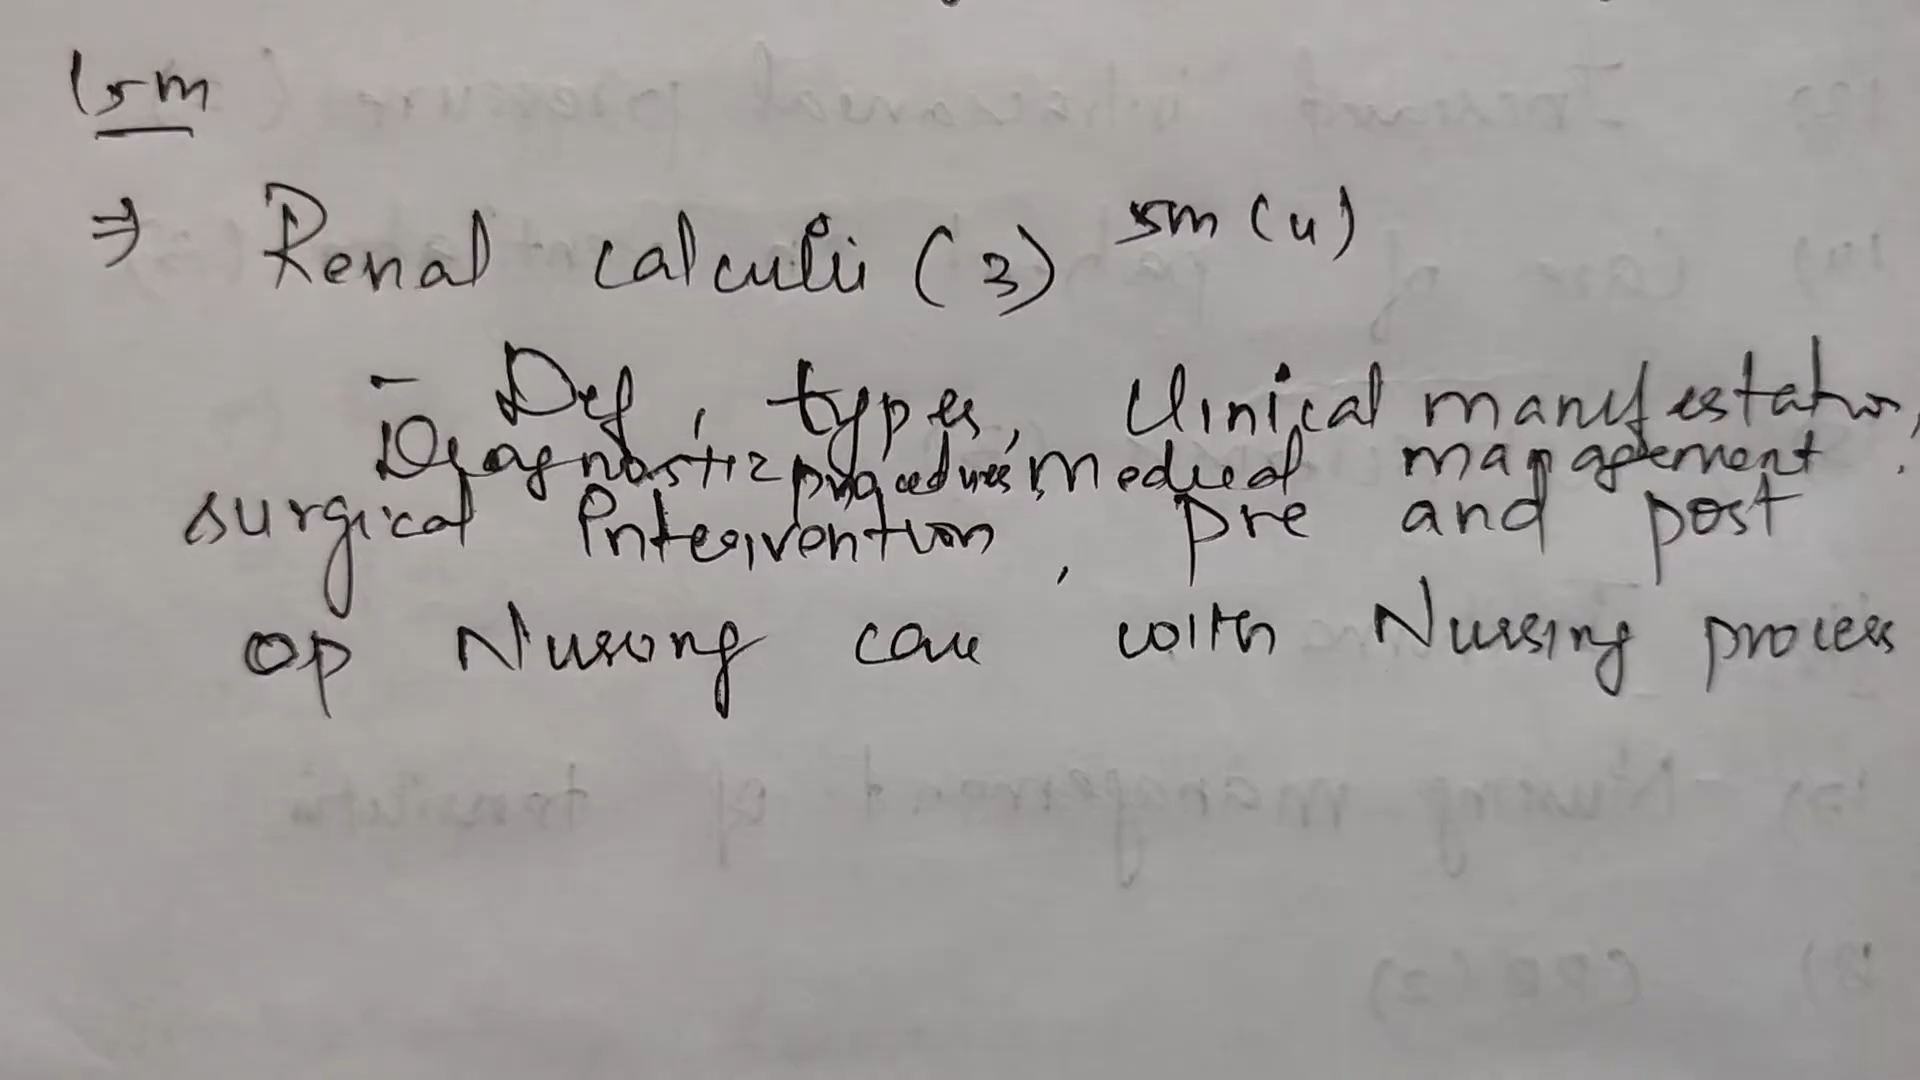 15m
⇒ Renal calculi (3) 5m (4)
- Def, types, Clinical manifestation,
Diagnostic procedures, Medical management.
surgical Intervention, pre and post
op Nursing care with Nursing process